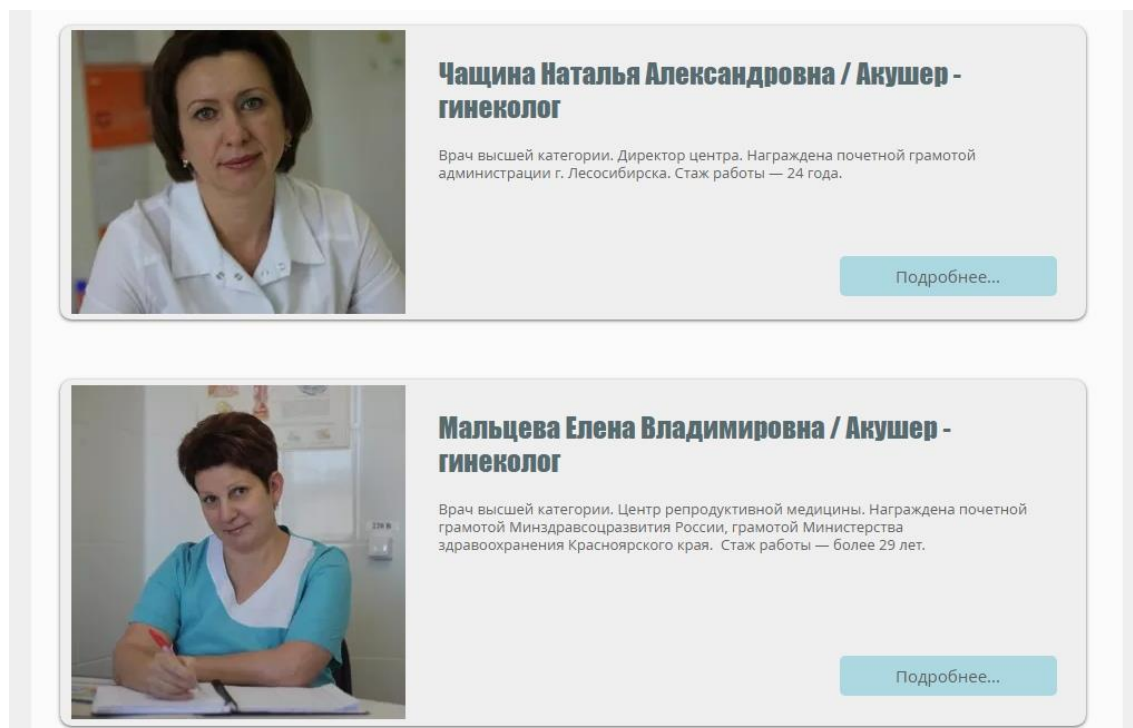 Чащина Наталья Александровна / Акушер -
гинеколог
Врач высшей категории. Директор центра. Награждена почетной грамотой
администрации г. Лесосибирска. Стаж работы — 24 года.
Подробнее...
Мальцева Елена Владимировна / Акушер -
гинеколог
Врач высшей категории. Центр репродуктивной медицины. Награждена почетной
грамотой Минздравсоцразвития России, грамотой Министерства
здравоохранения Красноярского края.  Стаж работы — более 29 лет.
220 В
Подробнее...